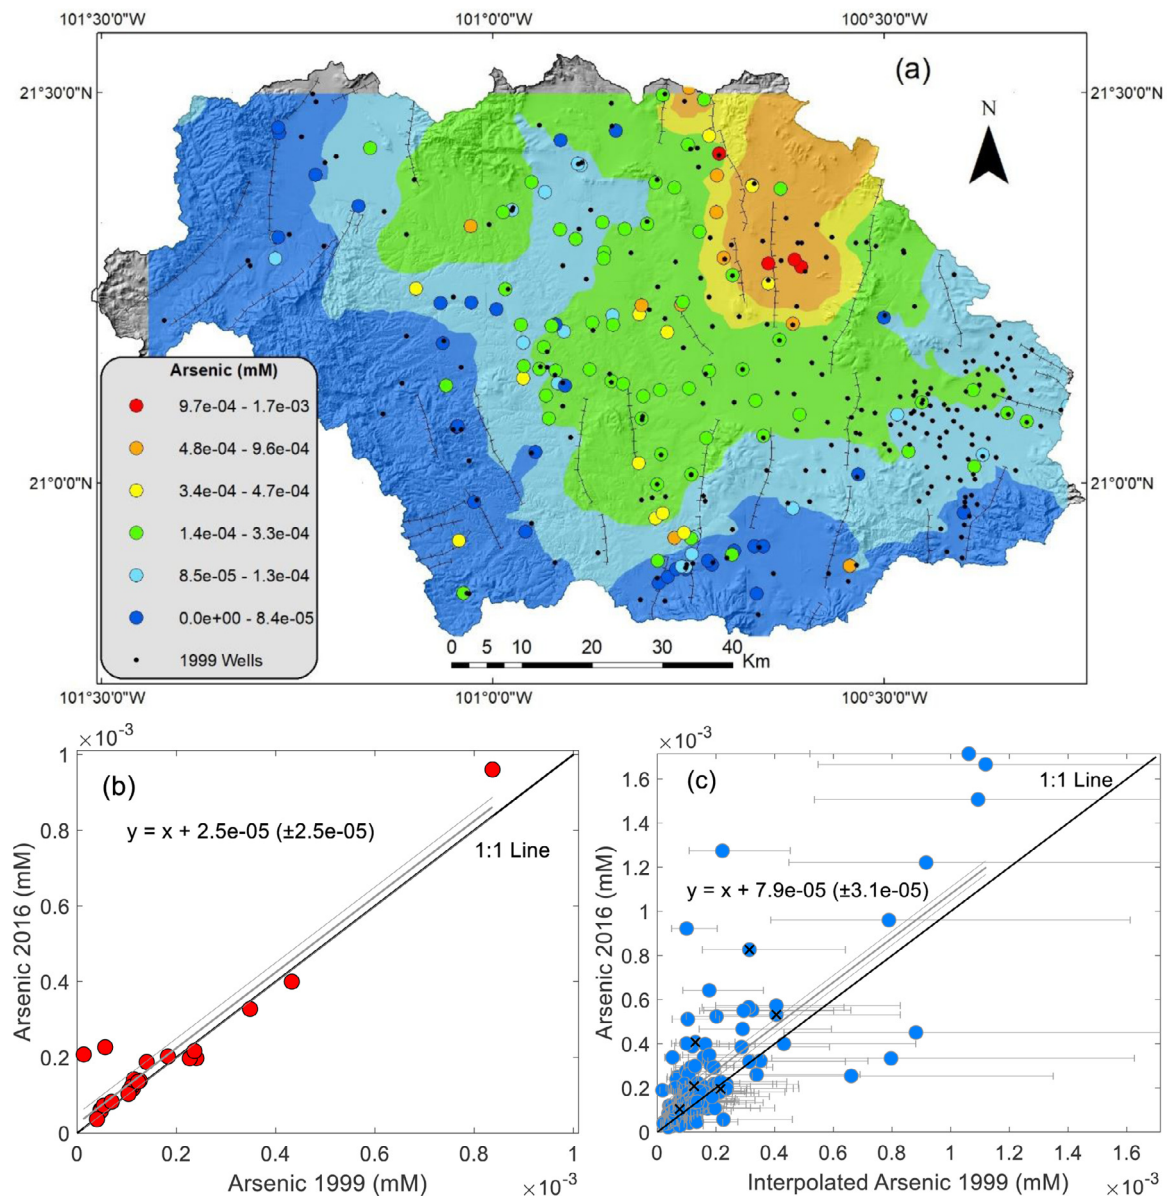 101°30'0"W 101°0'0"W 100°30'0"W
(a)
21°30'0"N 21°30'0"N
N
Arsenic (mM)
9.7e-04 - 1.7e-03
4.8e-04 - 9.6e-04
3.4e-04 - 4.7e-04
1.4e-04 - 3.3e-04
8.5e-05 - 1.3e-04
0.0e+00 - 8.4e-05
1999 Wells
21°0'0"N
0 5 10 20 30 40
Km
101°30'0"W 101°0'0"W 100°30'0"W
×10⁻³
(b)
y = x + 2.5e-05 (±2.5e-05)
1:1 Line
Arsenic 2016 (mM)
1
0.8
0.6
0.4
0.2
0
0 0.2 0.4 0.6 0.8 1
Arsenic 1999 (mM)
×10⁻³
×10⁻³
(c)
1:1 Line
y = x + 7.9e-05 (±3.1e-05)
Arsenic 2016 (mM)
1.6
1.4
1.2
1
0.8
0.6
0.4
0.2
0
0 0.2 0.4 0.6 0.8 1 1.2 1.4 1.6
Interpolated Arsenic 1999 (mM)
×10⁻³